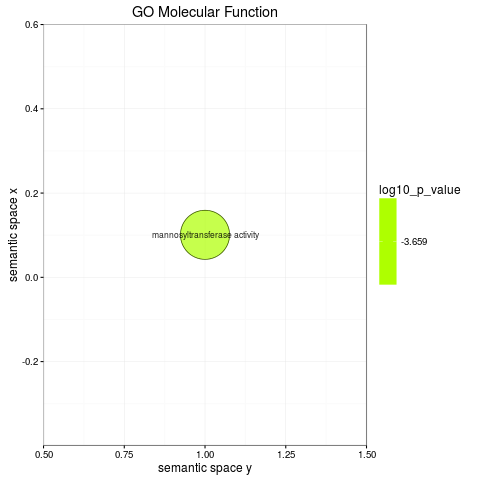 GO Molecular Function
0.6
0.4
0.2
0.0
-0.2
semantic space x
mannosyltransferase activity
0.50
0.75
1.00
1.25
1.50
semantic space y
log10_p_value
-3.659